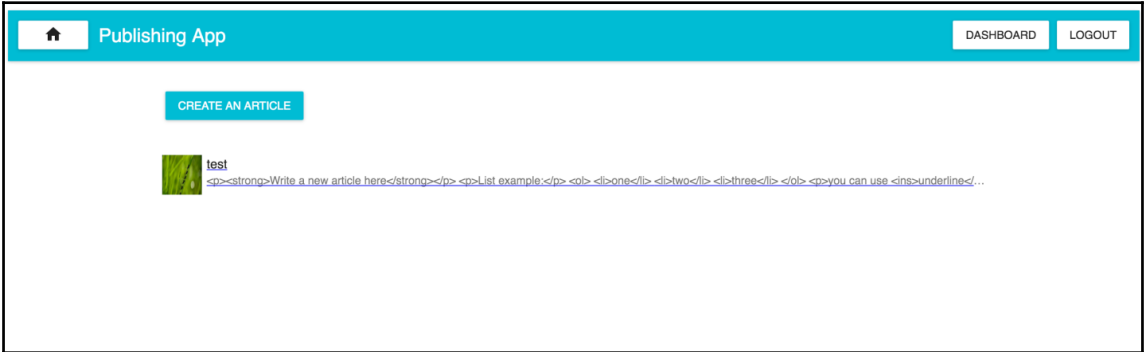 Publishing App
DASHBOARD
LOGOUT
CREATE AN ARTICLE
test
<p><strong>Write a new article here</strong></p> <p>List example:</p> <ol> <li>one</li> <li>two</li> <li>three</li> </ol> <p>you can use <ins>underline</…